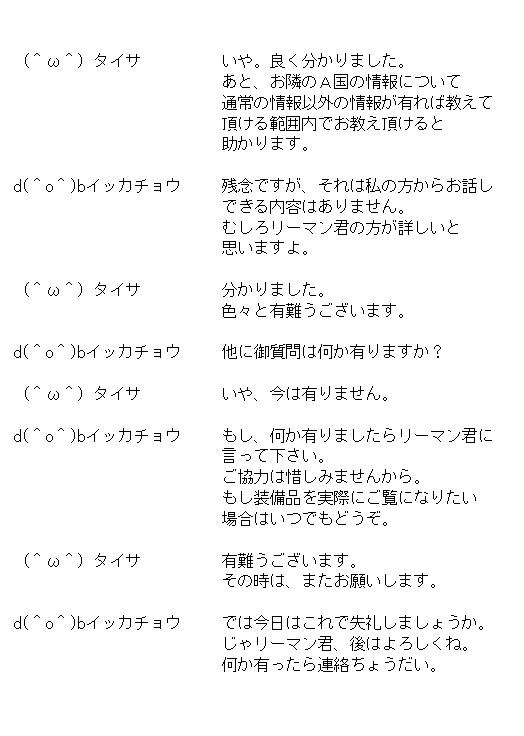 （＾ω＾）タイサ　いや。良く分かりました。
あと、お隣のＡ国の情報について
通常の情報以外の情報が有れば教えて
頂ける範囲内でお教え頂けると
助かります。
d(＾o＾)bイッカチョウ　残念ですが、それは私の方からお話し
できる内容はありません。
むしろリーマン君の方が詳しいと
思いますよ。
（＾ω＾）タイサ　分かりました。
色々と有難うございます。
d(＾o＾)bイッカチョウ　他に御質問は何か有りますか？
（＾ω＾）タイサ　いや、今は有りません。
d(＾o＾)bイッカチョウ　もし、何か有りましたらリーマン君に
言って下さい。
ご協力は惜しみませんから。
もし装備品を実際にご覧になりたい
場合はいつでもどうぞ。
（＾ω＾）タイサ　有難うございます。
その時は、またお願いします。
d(＾o＾)bイッカチョウ　では今日はこれで失礼しましょうか。
じゃリーマン君、後はよろしくね。
何か有ったら連絡ちょうだい。